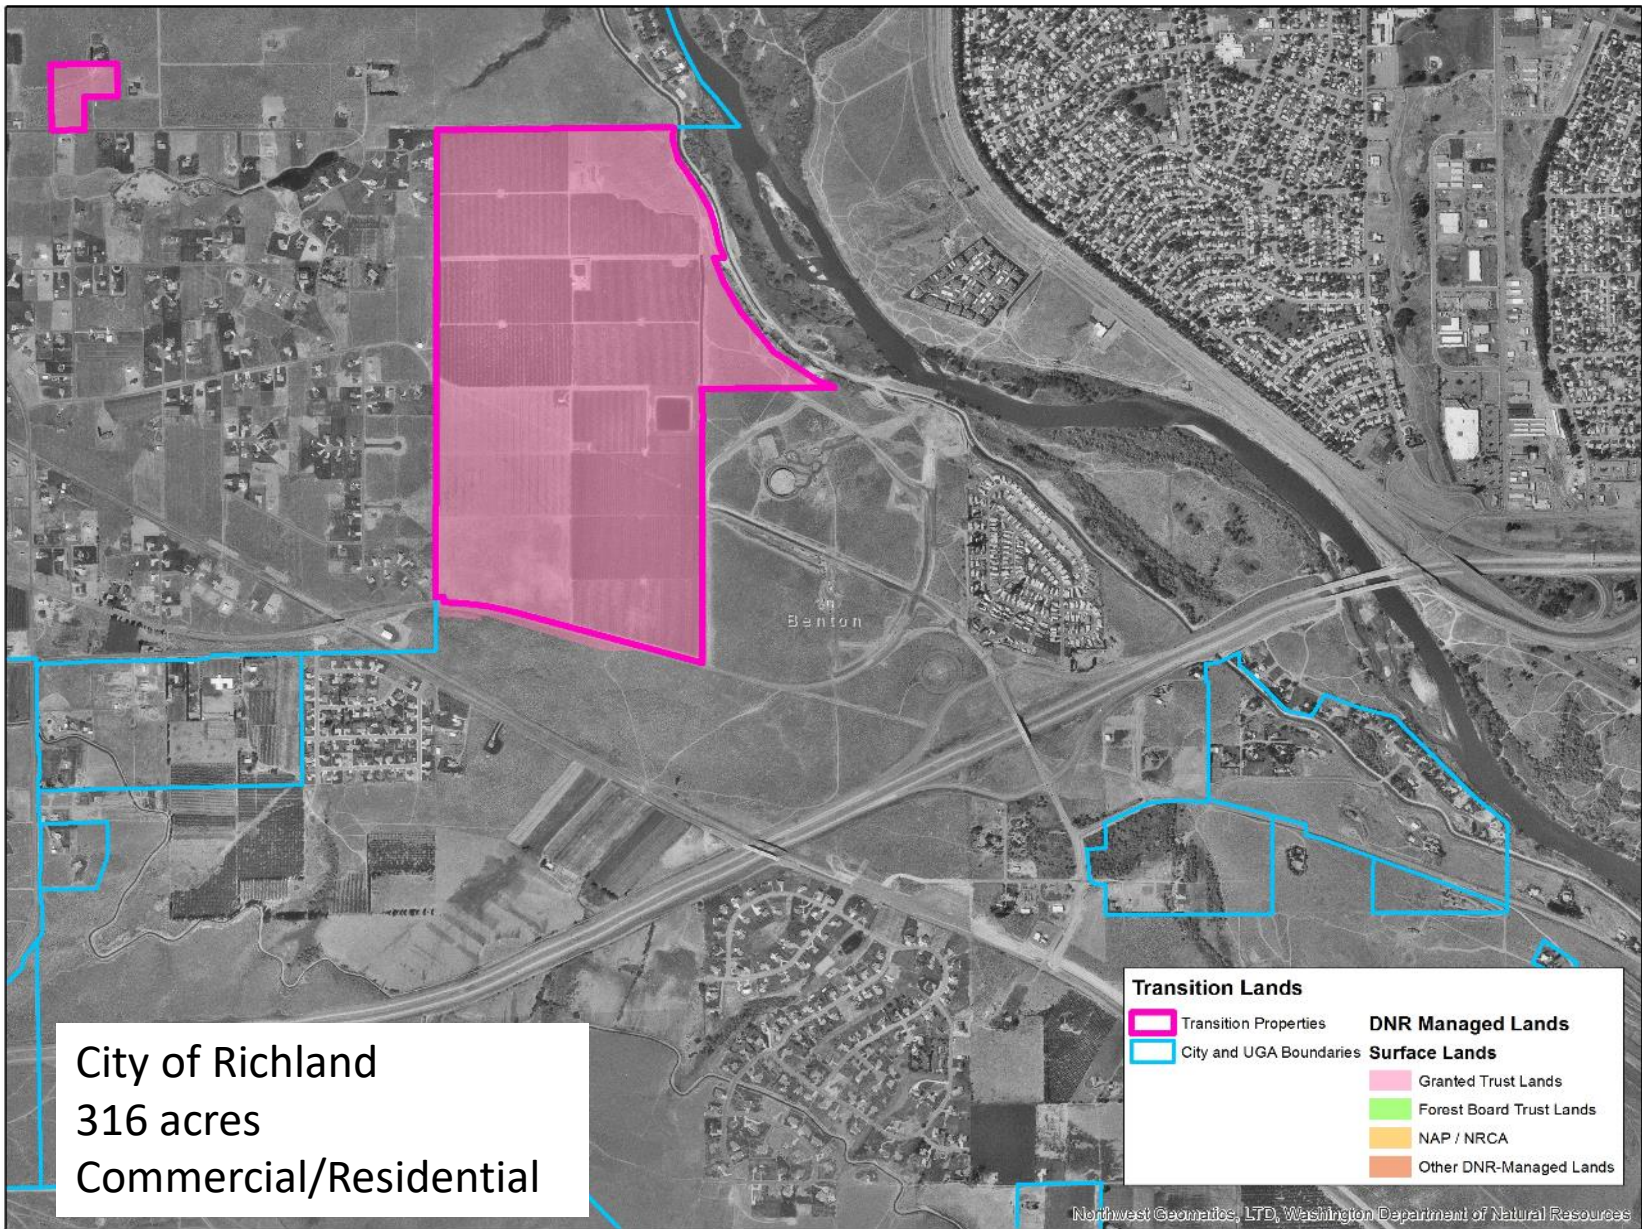 Benton
Transition Lands
Transition Properties
City and UGA Boundaries
DNR Managed Lands
Surface Lands
Granted Trust Lands
Forest Board Trust Lands
NAP / NRCA
Other DNR-Managed Lands
City of Richland
316 acres
Commercial/Residential
Northwest Geomatics, LTD, Washington Department of Natural Resources